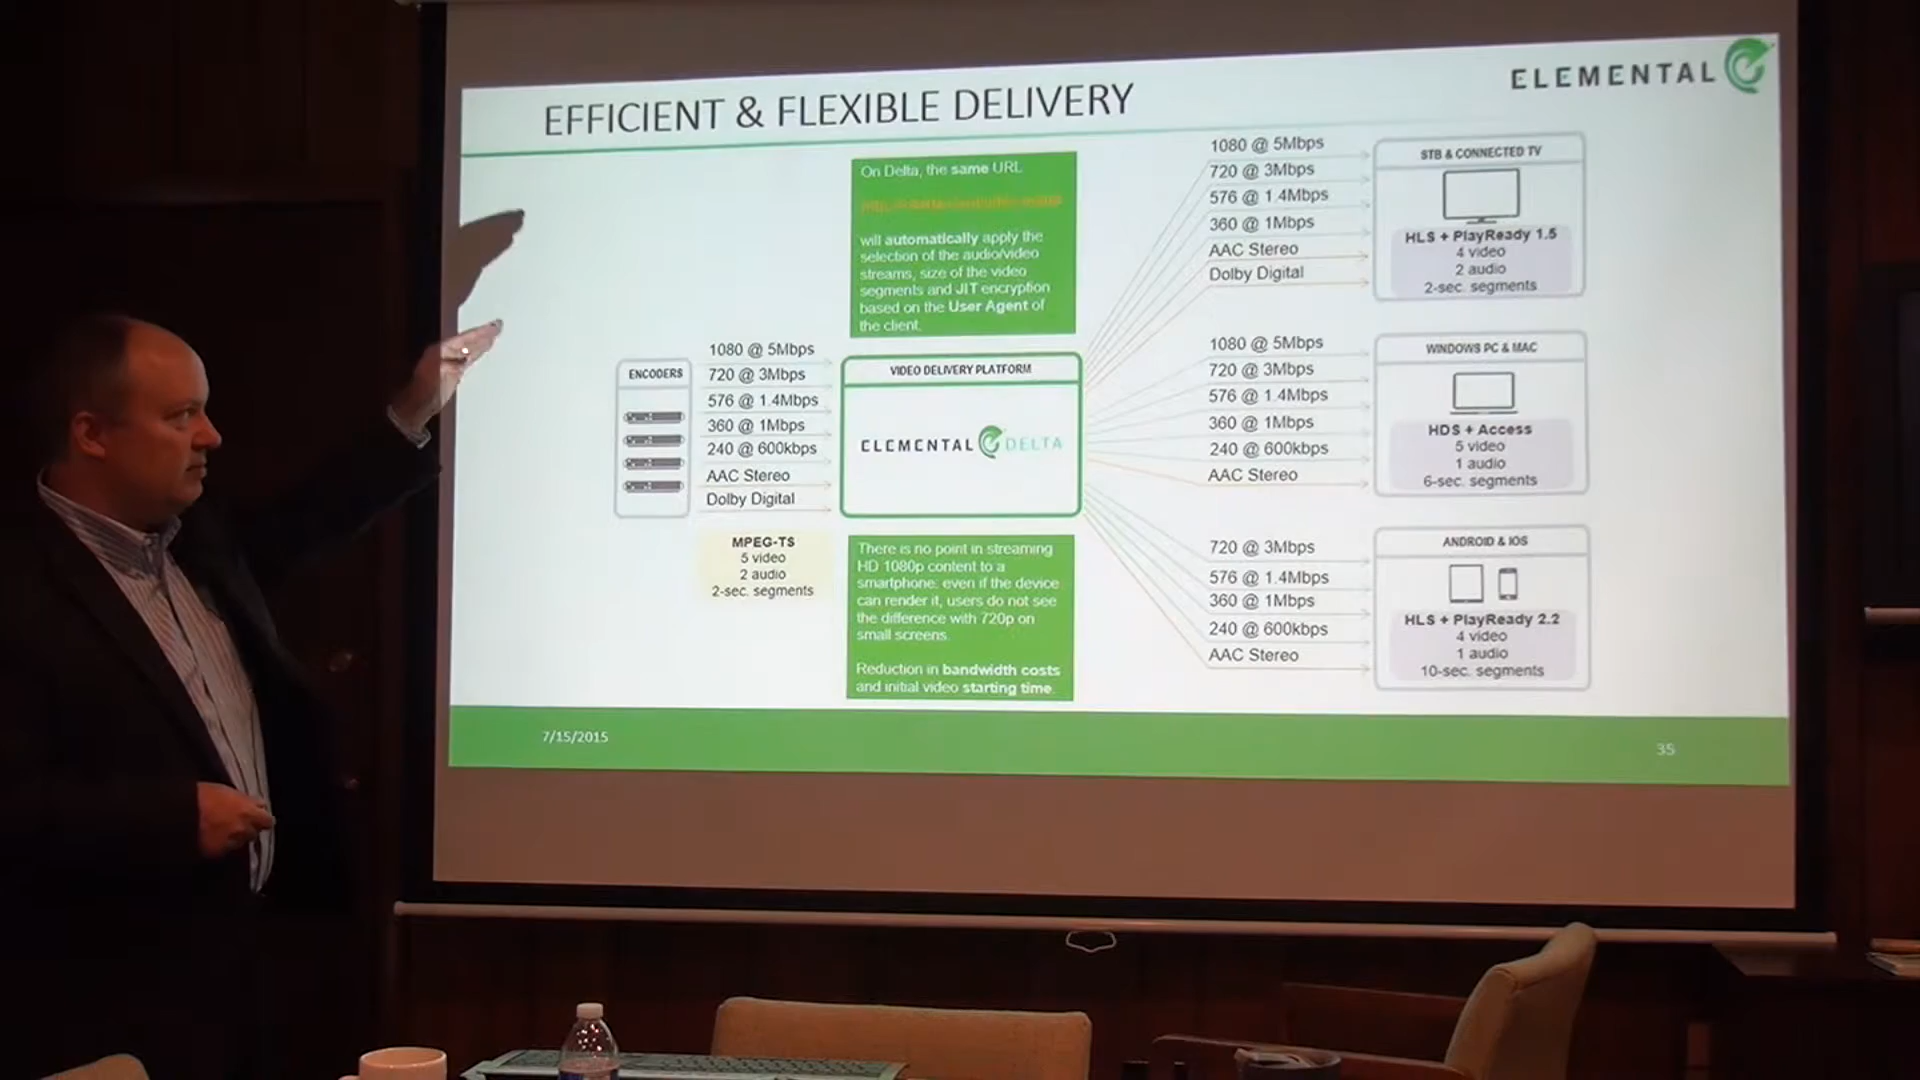 EFFICIENT & FLEXIBLE DELIVERY
ELEMENTAL
On Delta, the same URL
will automatically apply the
selection of the audio/video
streams, size of the video
segments and JIT encryption
based on the User Agent of
the client.
ENCODERS
1080 @ 5Mbps
720 @ 3Mbps
576 @ 1.4Mbps
360 @ 1Mbps
240 @ 600kbps
AAC Stereo
Dolby Digital
MPEG-TS
5 video
2 audio
2-sec. segments
VIDEO DELIVERY PLATFORM
ELEMENTAL DELTA
There is no point in streaming
HD 1080p content to a
smartphone: even if the device
can render it, users do not see
the difference with 720p on
small screens.
Reduction in bandwidth costs
and initial video starting time.
1080 @ 5Mbps
720 @ 3Mbps
576 @ 1.4Mbps
360 @ 1Mbps
AAC Stereo
Dolby Digital
STB & CONNECTED TV
HLS + PlayReady 1.5
4 video
2 audio
2-sec. segments
1080 @ 5Mbps
720 @ 3Mbps
576 @ 1.4Mbps
360 @ 1Mbps
240 @ 600kbps
AAC Stereo
WINDOWS PC & MAC
HDS + Access
5 video
1 audio
6-sec. segments
720 @ 3Mbps
576 @ 1.4Mbps
360 @ 1Mbps
240 @ 600kbps
AAC Stereo
ANDROID & IOS
HLS + PlayReady 2.2
4 video
1 audio
10-sec. segments
7/15/2015
35